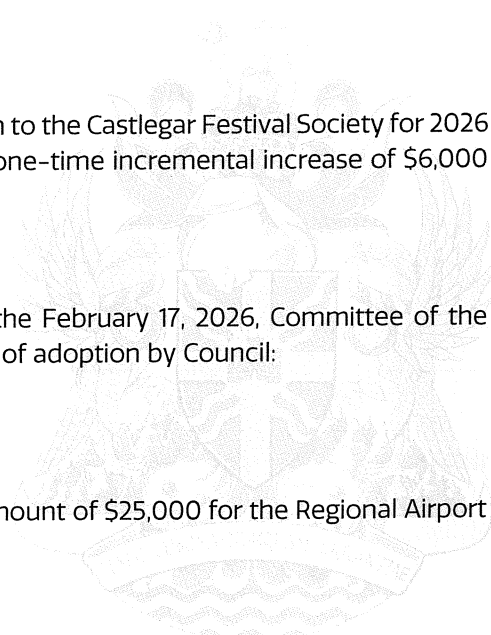 n to the Castlegar Festival Society for 2026
one-time incremental increase of $6,000
the February 17, 2026, Committee of the
of adoption by Council:
mount of $25,000 for the Regional Airport